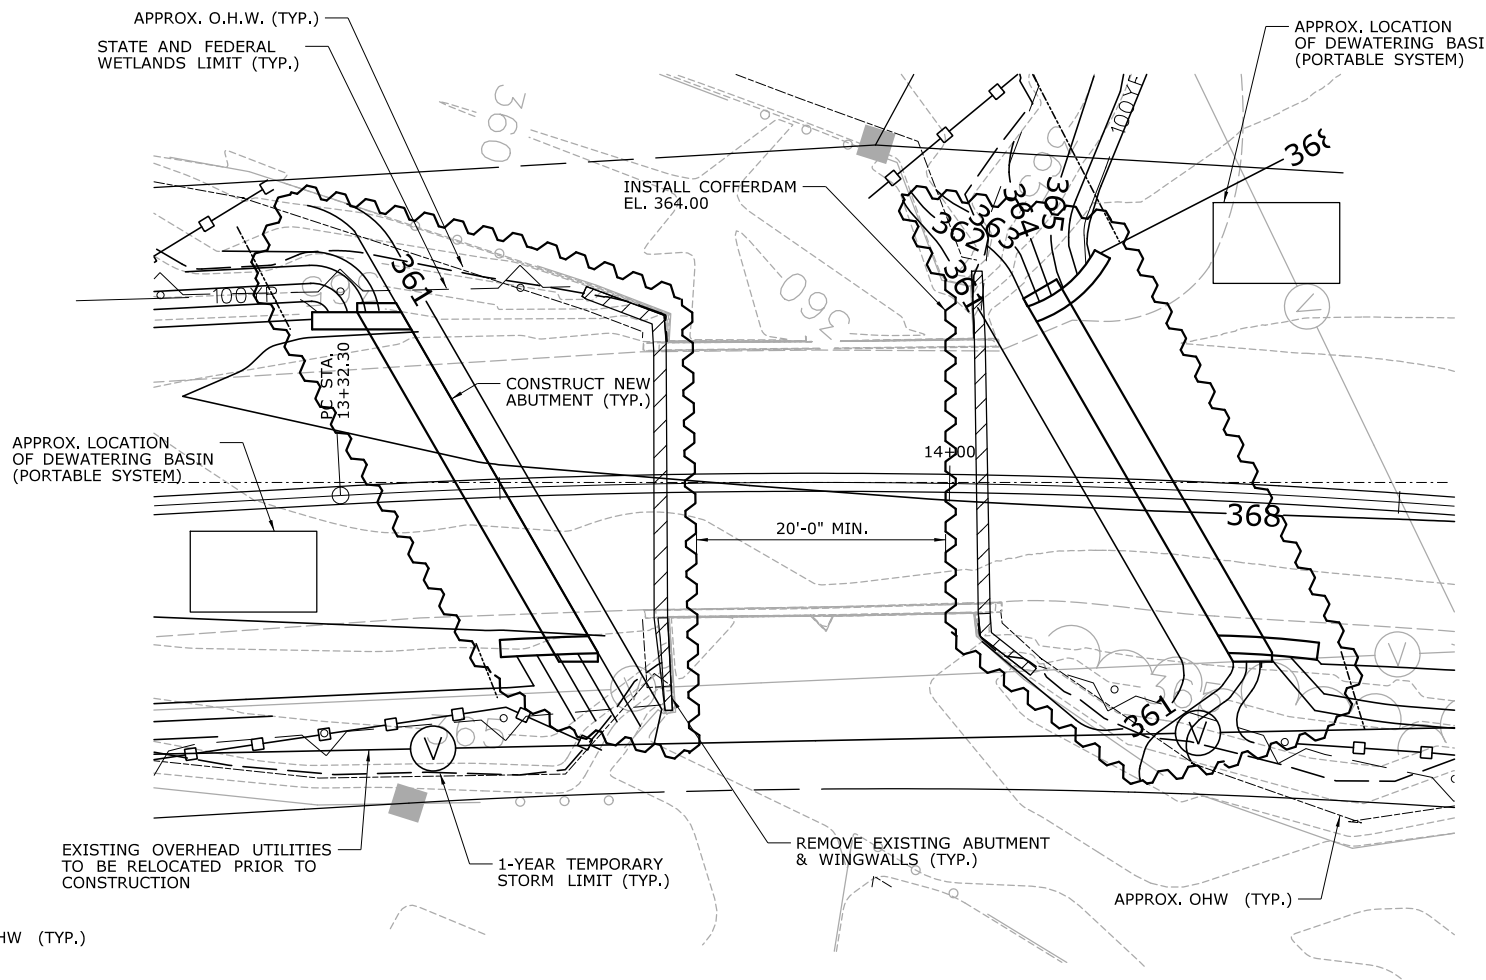 APPROX. O.H.W. (TYP.)
STATE AND FEDERAL
WETLANDS LIMIT (TYP.)
APPROX. LOCATION
OF DEWATERING BASI
(PORTABLE SYSTEM)
INSTALL COFFERDAM
EL. 364.00
360
100YE
368
365
364
363
362
361
361
360
V
100YR
PC STA.
13+32.30
CONSTRUCT NEW
ABUTMENT (TYP.)
APPROX. LOCATION
OF DEWATERING BASIN
(PORTABLE SYSTEM)
14+00
20'-0" MIN.
368
V
V
361
V
EXISTING OVERHEAD UTILITIES
TO BE RELOCATED PRIOR TO
CONSTRUCTION
1-YEAR TEMPORARY
STORM LIMIT (TYP.)
REMOVE EXISTING ABUTMENT
& WINGWALLS (TYP.)
APPROX. OHW (TYP.)
HW (TYP.)